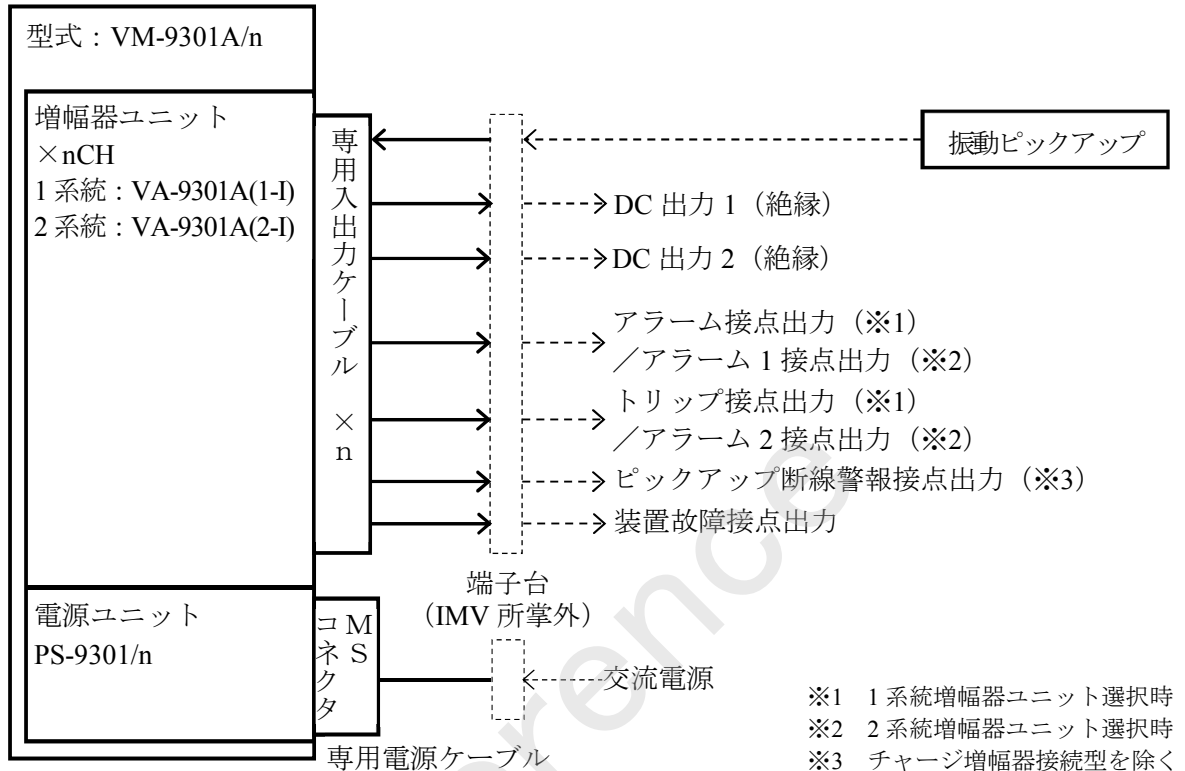 型式：VM-9301A/n
増幅器ユニット
×nCH
1 系統：VA-9301A(1-I)
2 系統：VA-9301A(2-I)
専用入出力ケーブル ×n
振動ピックアップ
DC 出力 1（絶縁）
DC 出力 2（絶縁）
アラーム接点出力（※1）
／アラーム 1 接点出力（※2）
トリップ接点出力（※1）
／アラーム 2 接点出力（※2）
ピックアップ断線警報接点出力（※3）
装置故障接点出力
端子台
（IMV 所掌外）
電源ユニット
PS-9301/n
MS
コネクタ
交流電源
専用電源ケーブル
※1 1 系統増幅器ユニット選択時
※2 2 系統増幅器ユニット選択時
※3 チャージ増幅器接続型を除く
erence